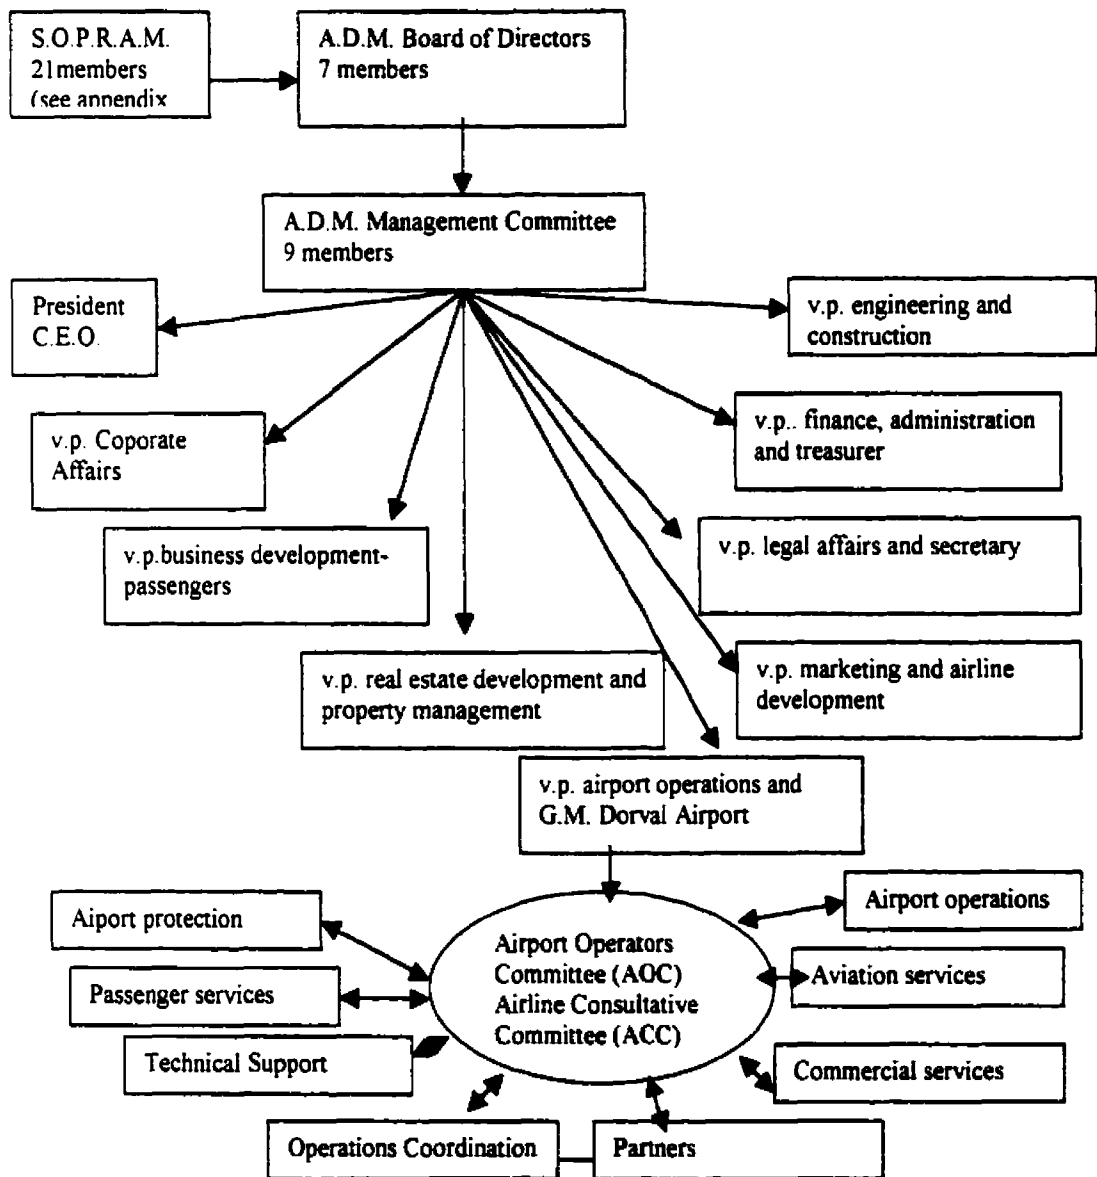 S.O.P.R.A.M.
21members
(see appendix
A.D.M. Board of Directors
7 members
A.D.M. Management Committee
9 members
President
C.E.O.
v.p. engineering and
construction
v.p. Coporate
Affairs
v.p.. finance, administration
and treasurer
v.p.business development-
passengers
v.p. legal affairs and secretary
v.p. real estate development and
property management
v.p. marketing and airline
development
v.p. airport operations and
G.M. Dorval Airport
Aiport protection
Airport operations
Airport Operators
Committee (AOC)
Airline Consultative
Committee (ACC)
Passenger services
Aviation services
Technical Support
Commercial services
Operations Coordination
Partners